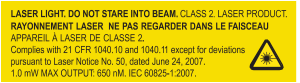 LASER LIGHT. DO NOT STARE INTO BEAM. CLASS 2. LASER PRODUCT.
RAYONNEMENT LASER NE PAS REGARDER DANS LE FAISCEAU
APPAREIL À LASER DE CLASSE 2.
Complies with 21 CFR 1040.10 and 1040.11 except for deviations
pursuant to Laser Notice No. 50, dated June 24, 2007.
1.0 mW MAX OUTPUT: 650 nM. IEC 60825-1:2007.